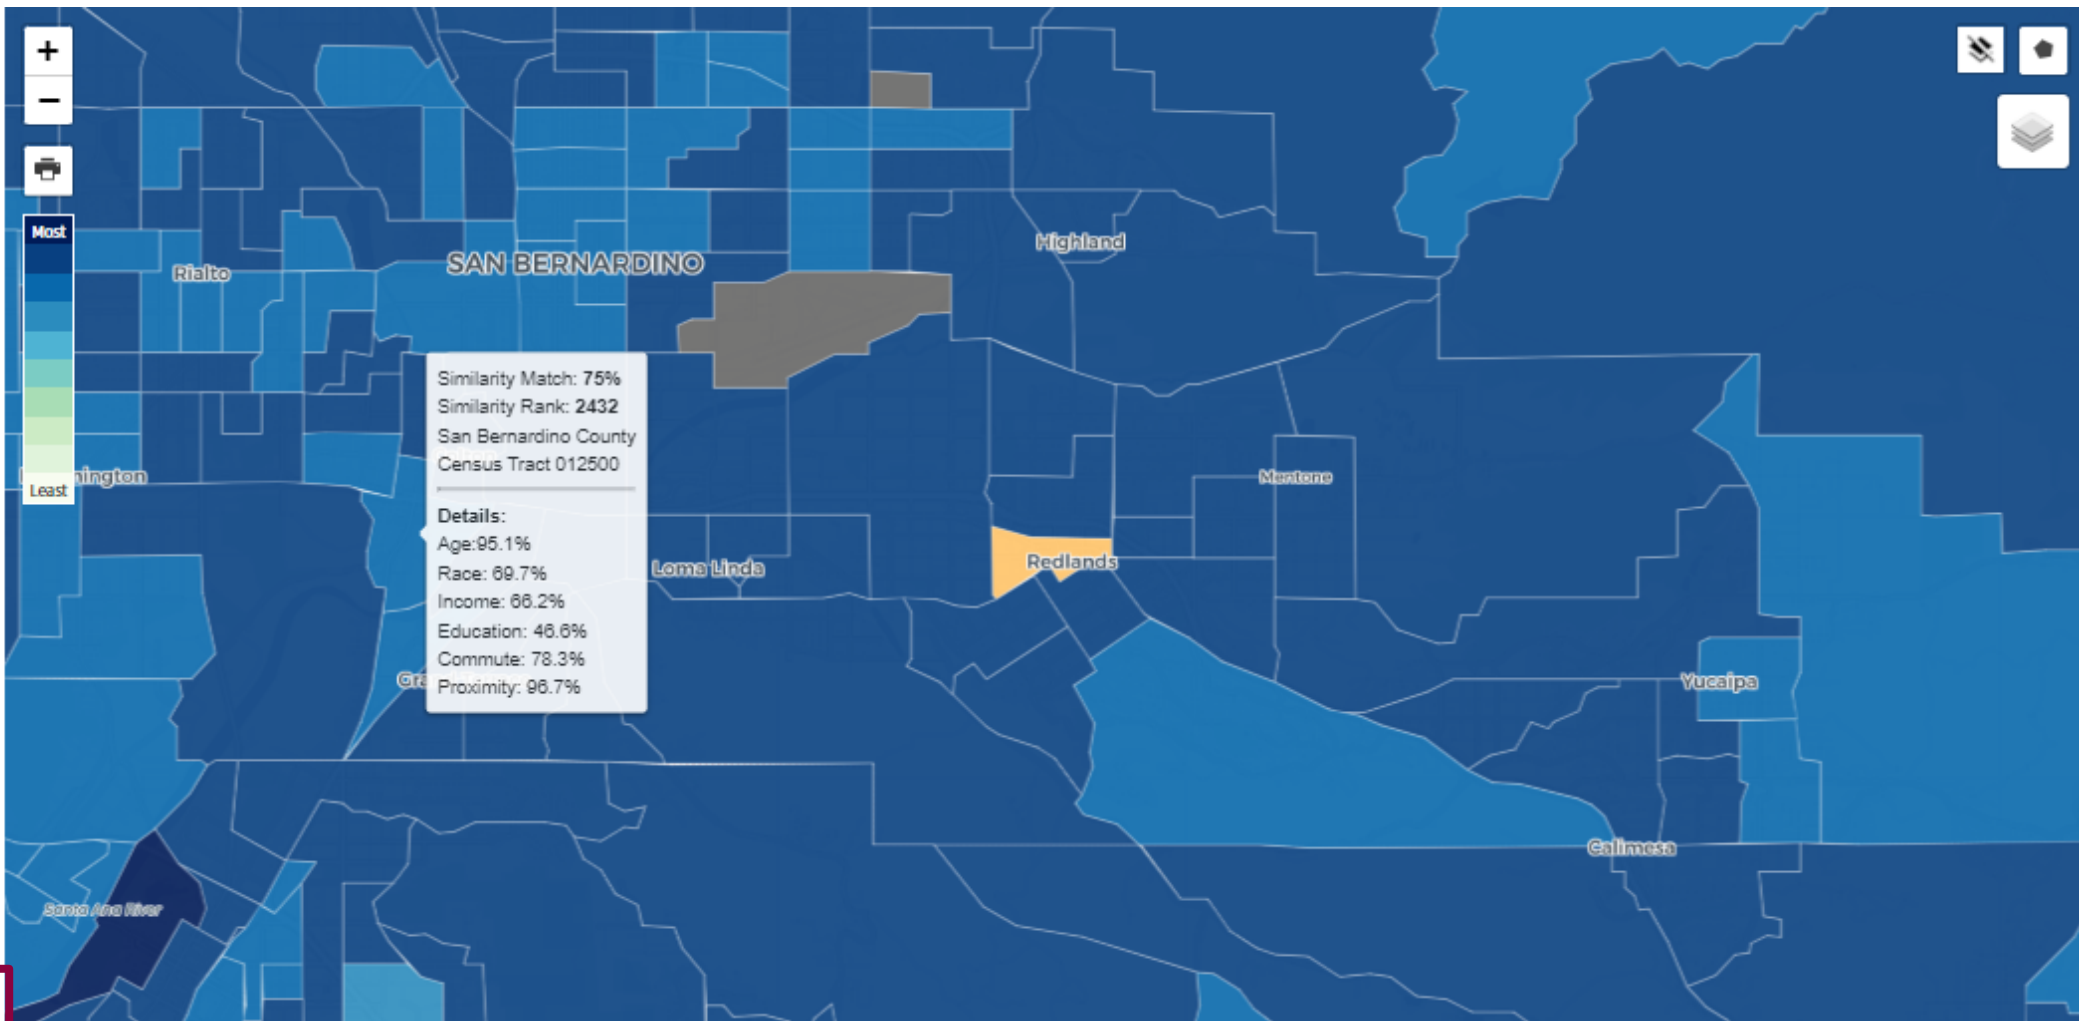 +
−
Most
Least
Rialto
SAN BERNARDINO
Highland
Similarity Match: 75%
Similarity Rank: 2432
San Bernardino County
Census Tract 012500
Details:
Age:95.1%
Race: 69.7%
Income: 66.2%
Education: 46.6%
Commute: 78.3%
Proximity: 96.7%
mington
Gra
Loma Linda
Redlands
Mentone
Yucaipa
Calimesa
Santa Ana River